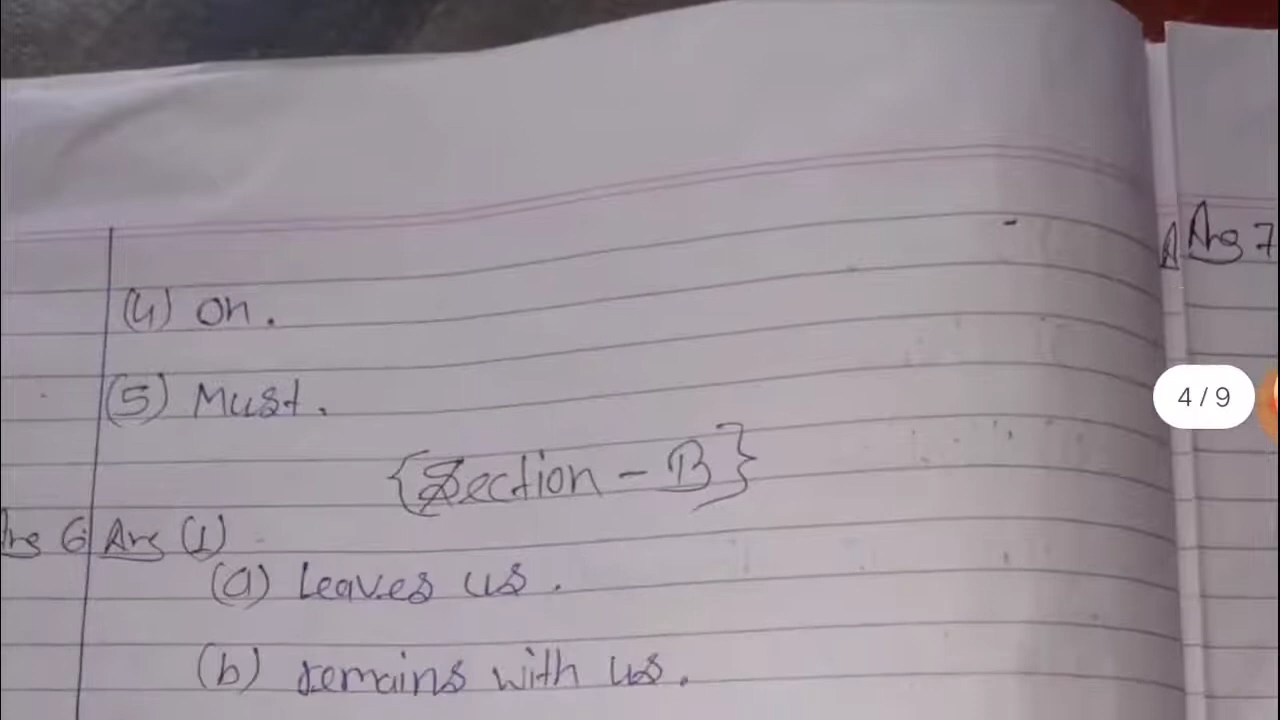 (4) on.
(5) Must.
{Section - B}
Ans 6 Ans (1)
(a) Leaves us.
(b) remains with us.
Ans 7
4 / 9